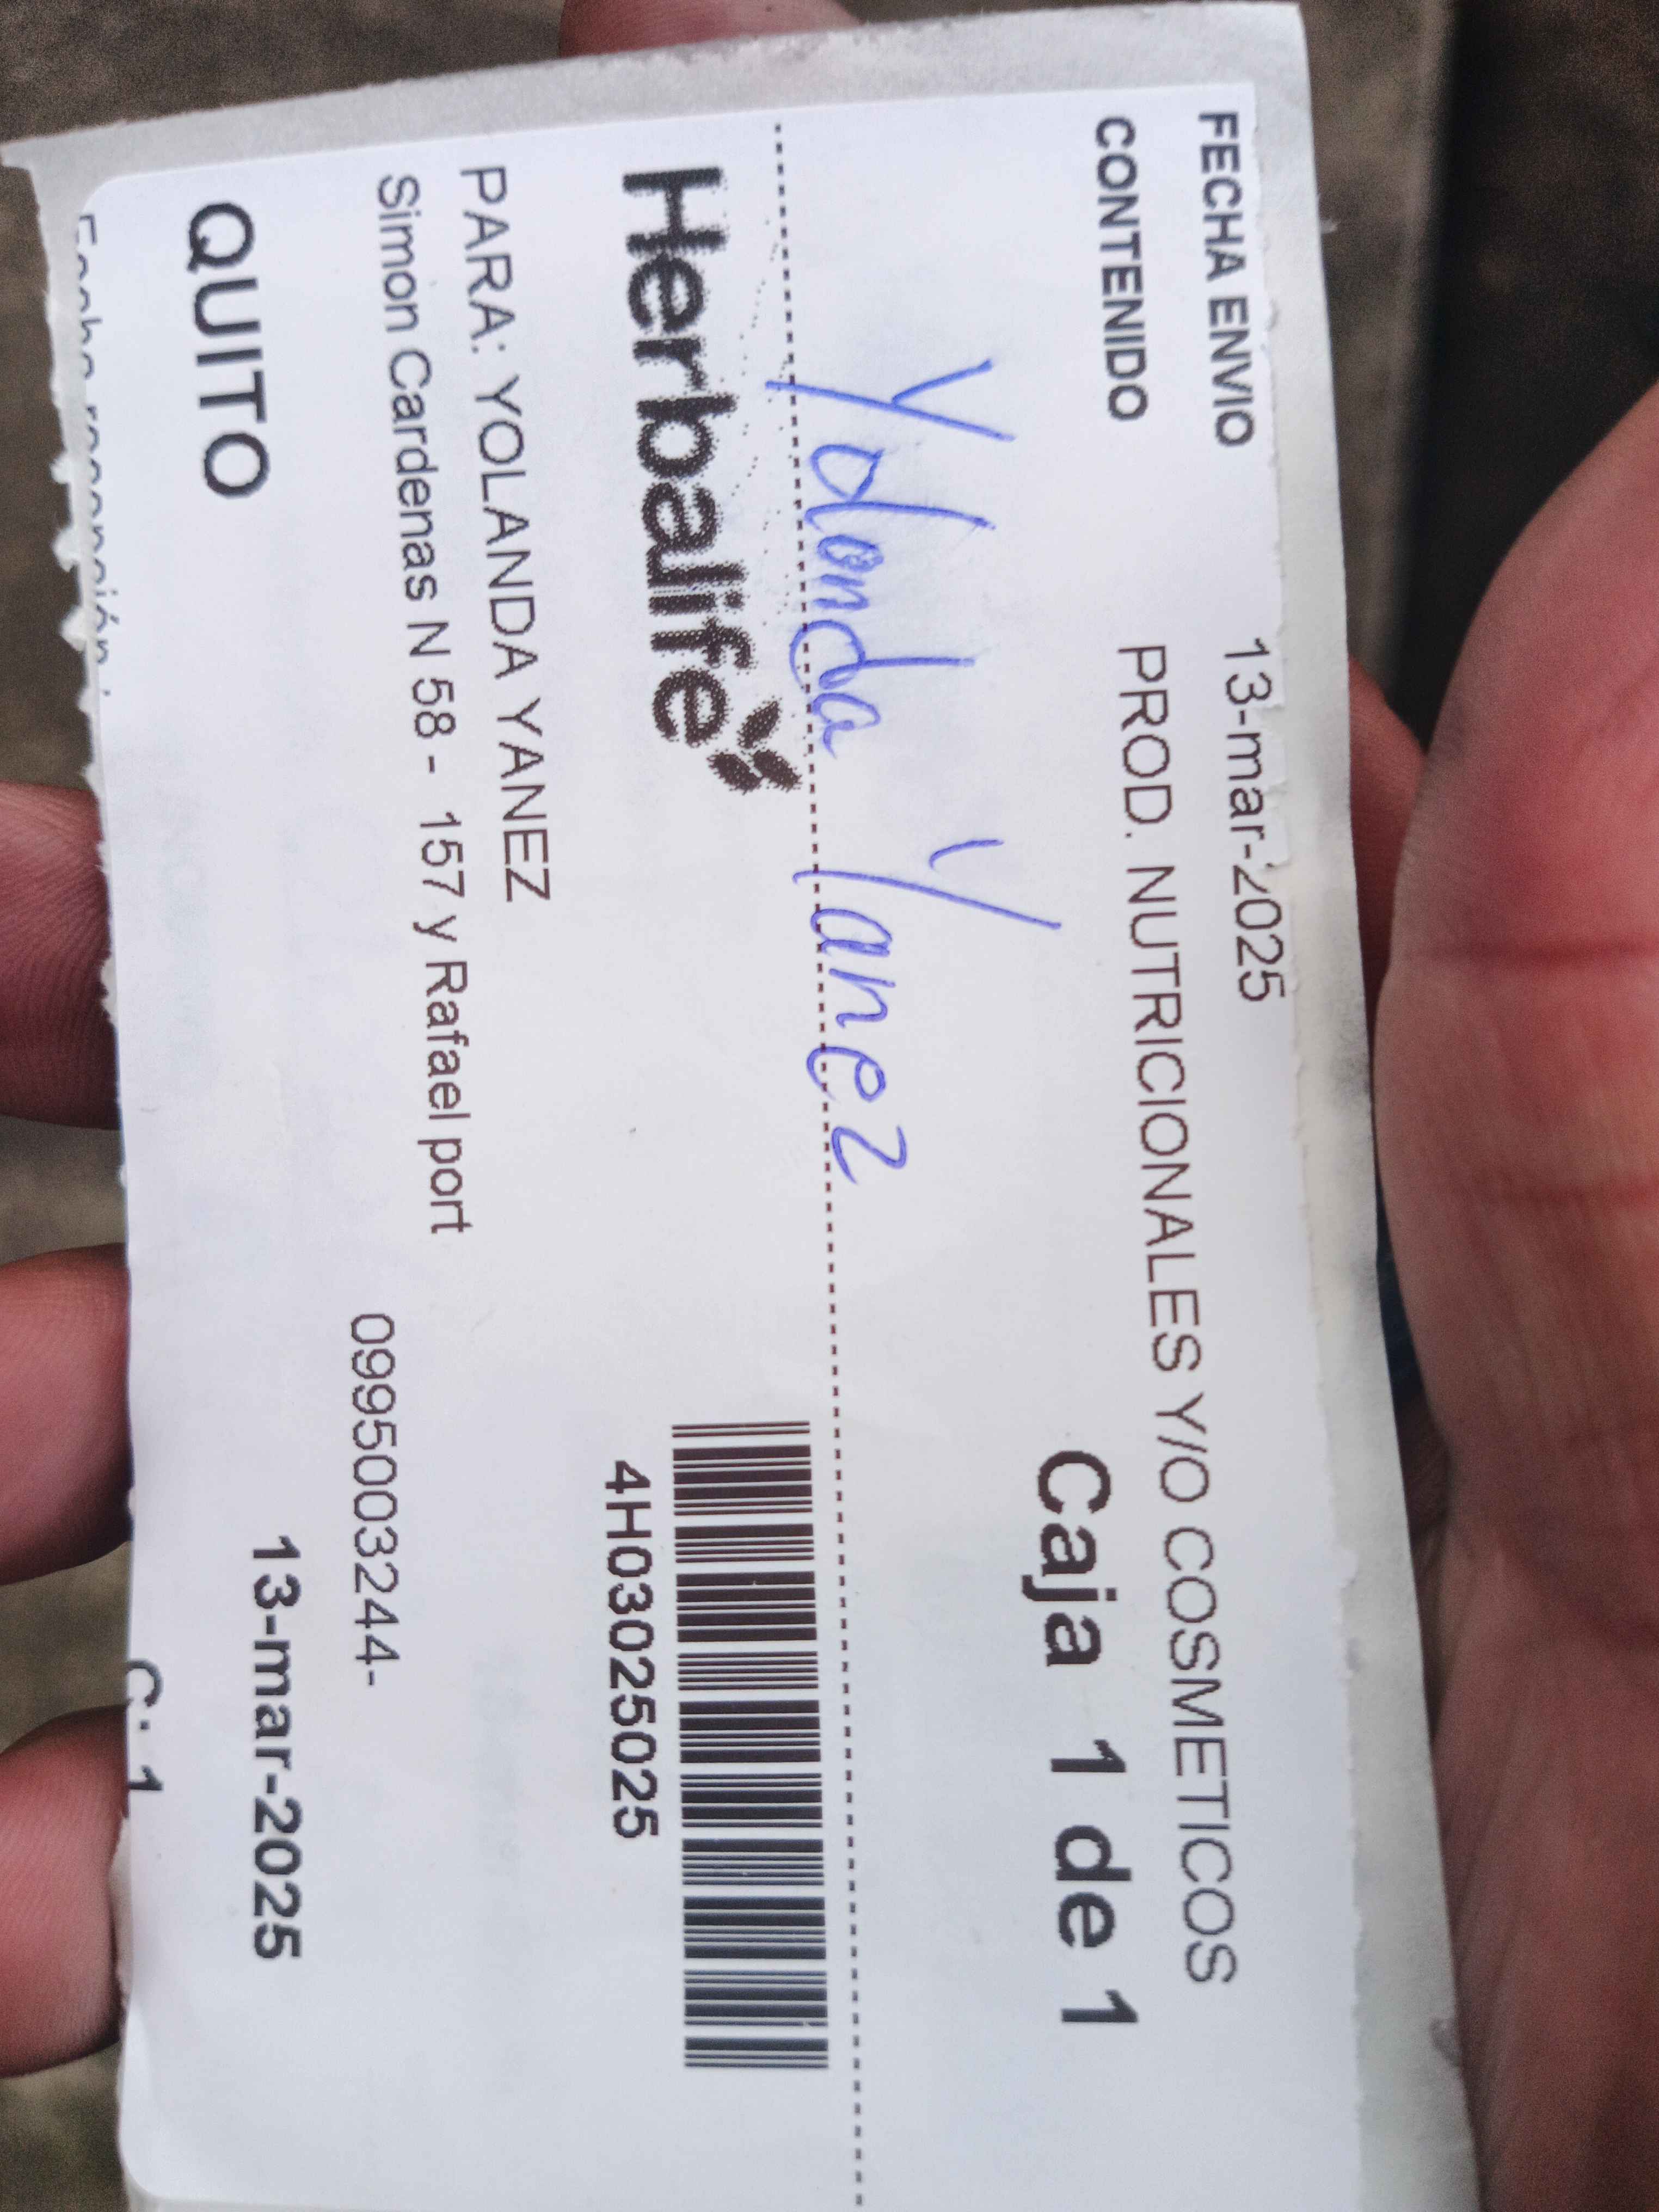 FECHA ENVIO 13-mar-2025
CONTENIDO PROD. NUTRICIONALES Y/O COSMETICOS
Caja 1 de 1
Yolanda Yanez
Herbalife
4H03025025
PARA: YOLANDA YANEZ
Simon Cardenas N 58 - 157 y Rafael port
0995003244-
QUITO 13-mar-2025